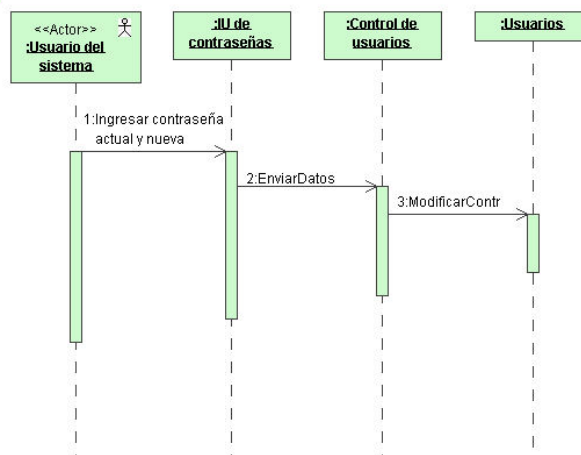 <<Actor>>
:Usuario del
sistema
:IU de
contraseñas
:Control de
usuarios
:Usuarios
1:Ingresar contraseña
actual y nueva
2:EnviarDatos
3:ModificarContr